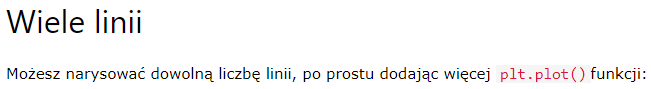 Wiele linii
Możesz narysować dowolną liczbę linii, po prostu dodając więcej plt.plot() funkcji: